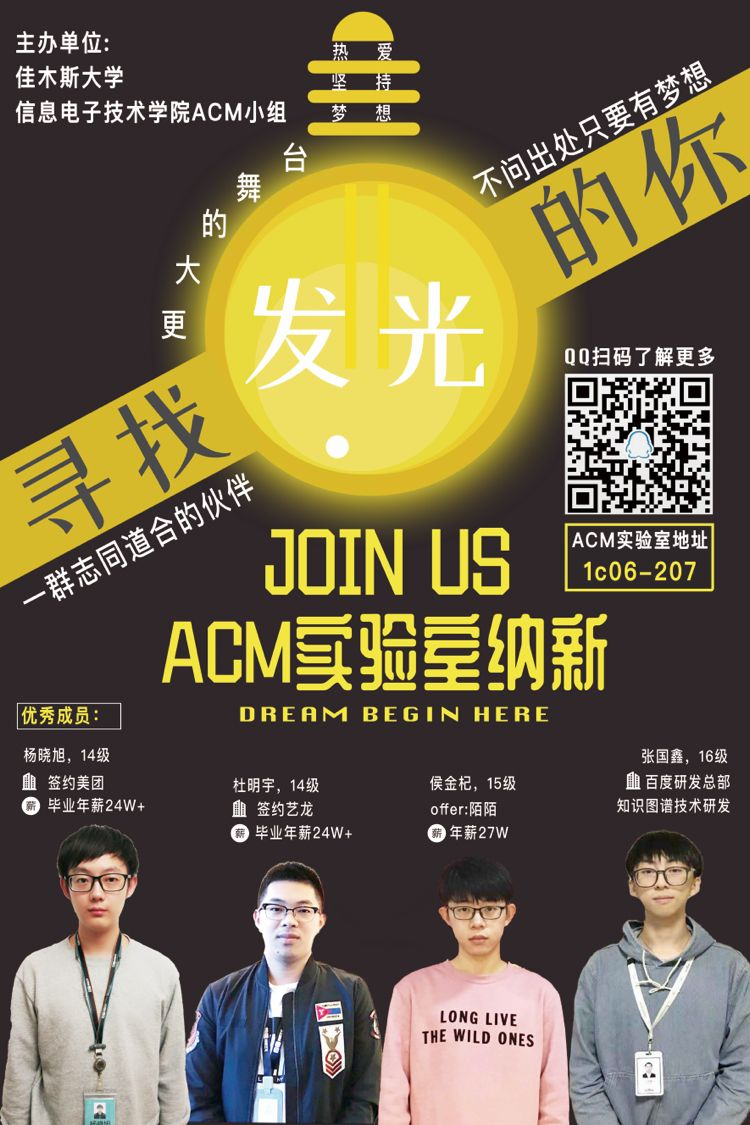 主办单位:
佳木斯大学
信息电子技术学院ACM小组
热 爱
坚 持
梦 想
更大的舞台
不问出处只要有梦想
寻找发光的你
一群志同道合的伙伴
QQ扫码了解更多
ACM实验室地址
1c06-207
JOIN US
ACM实验室纳新
DREAM BEGIN HERE
优秀成员：
杨晓旭，14级
签约美团
薪 毕业年薪24W+
杜明宇，14级
签约艺龙
薪 毕业年薪24W+
侯金杞，15级
offer:陌陌
薪 年薪27W
张国鑫，16级
百度研发总部
知识图谱技术研发
LONG LIVE
THE WILD ONES